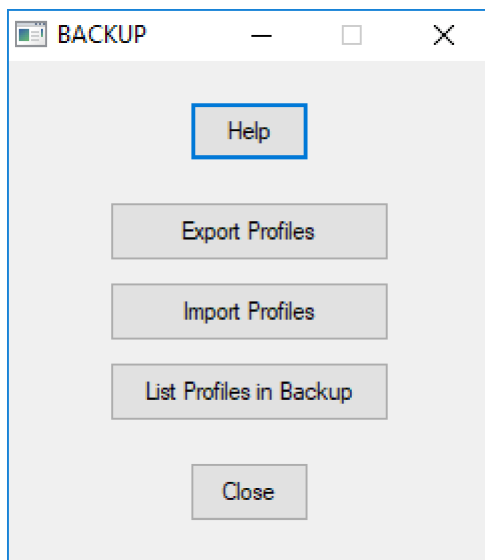 BACKUP
Help
Export Profiles
Import Profiles
List Profiles in Backup
Close